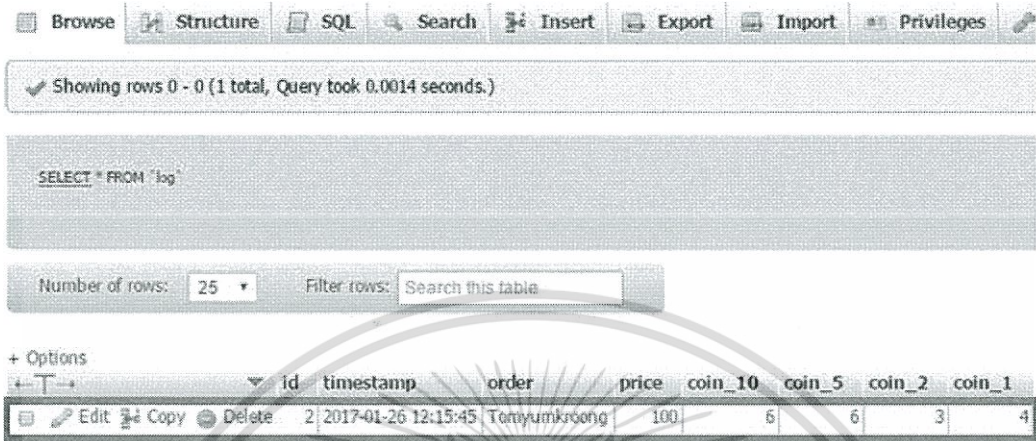 Browse Structure SQL Search Insert Export Import Privileges
Showing rows 0 - 0 (1 total, Query took 0.0014 seconds.)
SELECT * FROM `log`
Number of rows: 25 Filter rows: Search this table
+ Options
←T→ id timestamp order price coin_10 coin_5 coin_2 coin_1
Edit Copy Delete 2 2017-01-26 12:15:45 Tomyumkroong 100 6 6 3 4